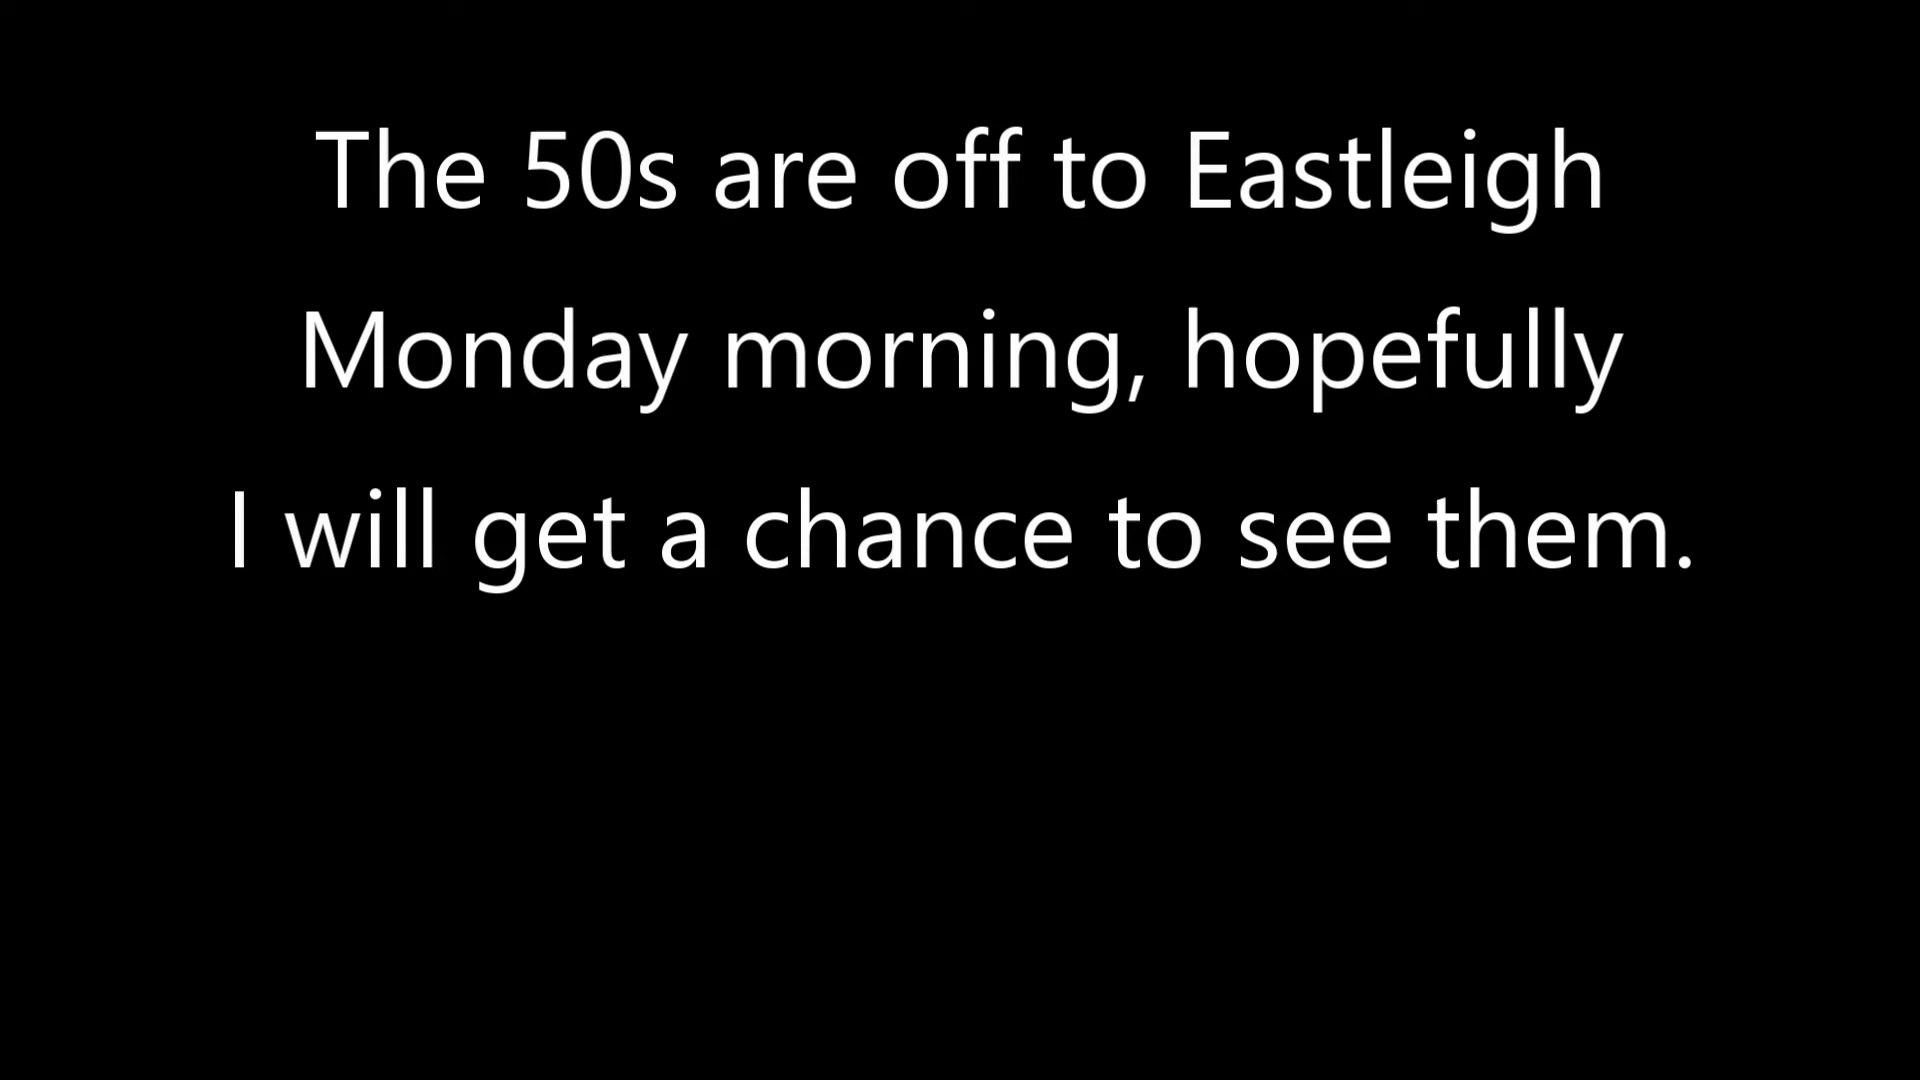 The 50s are off to Eastleigh
Monday morning, hopefully
I will get a chance to see them.